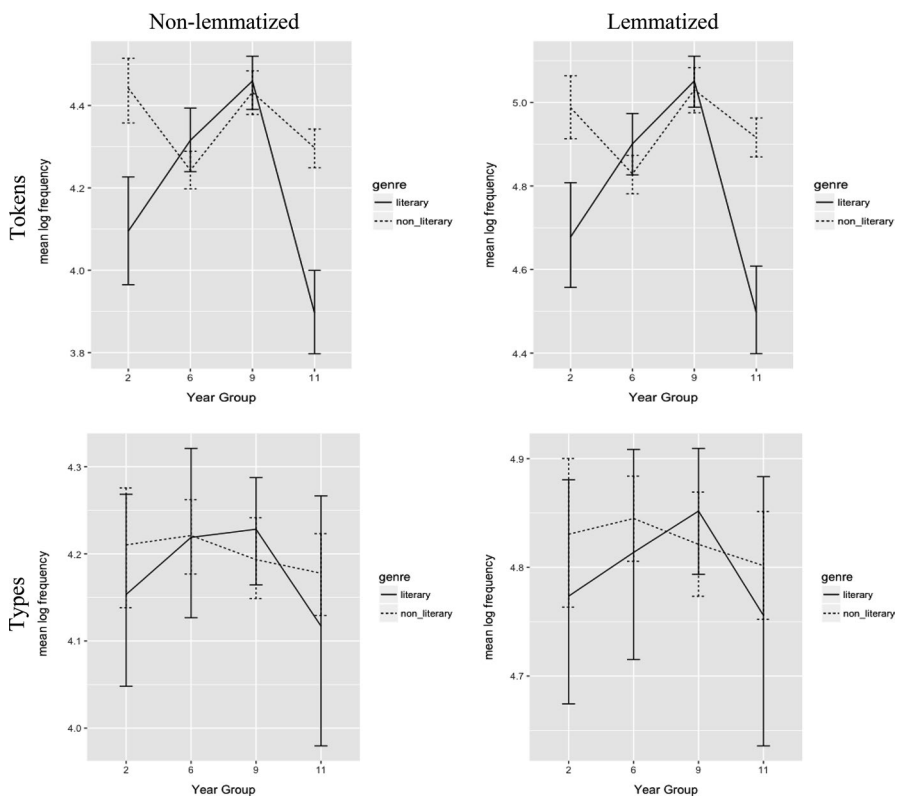 Non-lemmatized
Lemmatized
Tokens
mean log frequency
4.4
4.2
4.0
3.8
2 6 9 11
Year Group
genre
literary
non_literary
mean log frequency
5.0
4.8
4.6
4.4
2 6 9 11
Year Group
genre
literary
non_literary
Types
mean log frequency
4.3
4.2
4.1
4.0
2 6 9 11
Year Group
genre
literary
non_literary
mean log frequency
4.9
4.8
4.7
2 6 9 11
Year Group
genre
literary
non_literary